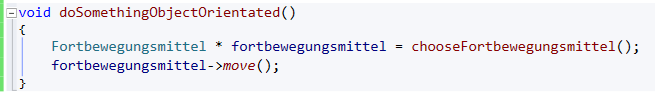 void doSomethingObjectOrientated()
{
Fortbewegungsmittel * fortbewegungsmittel = chooseFortbewegungsmittel();
fortbewegungsmittel->move();
}